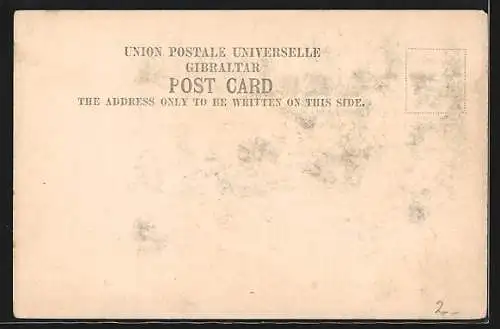 UNION POSTALE UNIVERSELLE
GIBRALTAR
POST CARD
THE ADDRESS ONLY TO BE WRITTEN ON THIS SIDE.
2.-